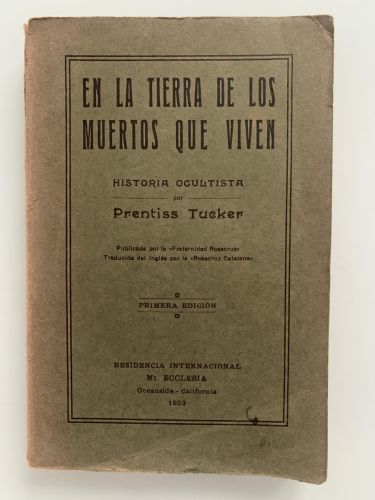 EN LA TIERRA DE LOS
MUERTOS QUE VIVEN
HISTORIA OCULTISTA
por
Prentiss Tucker
Publicada por la «Fraternidad Rosacruz»
Traducida del Inglés por la «Rosacruz Catalana»
PRIMERA EDICIÓN
RESIDENCIA INTERNACIONAL
Mt. ECCLESIA
Oceanside - California
1923